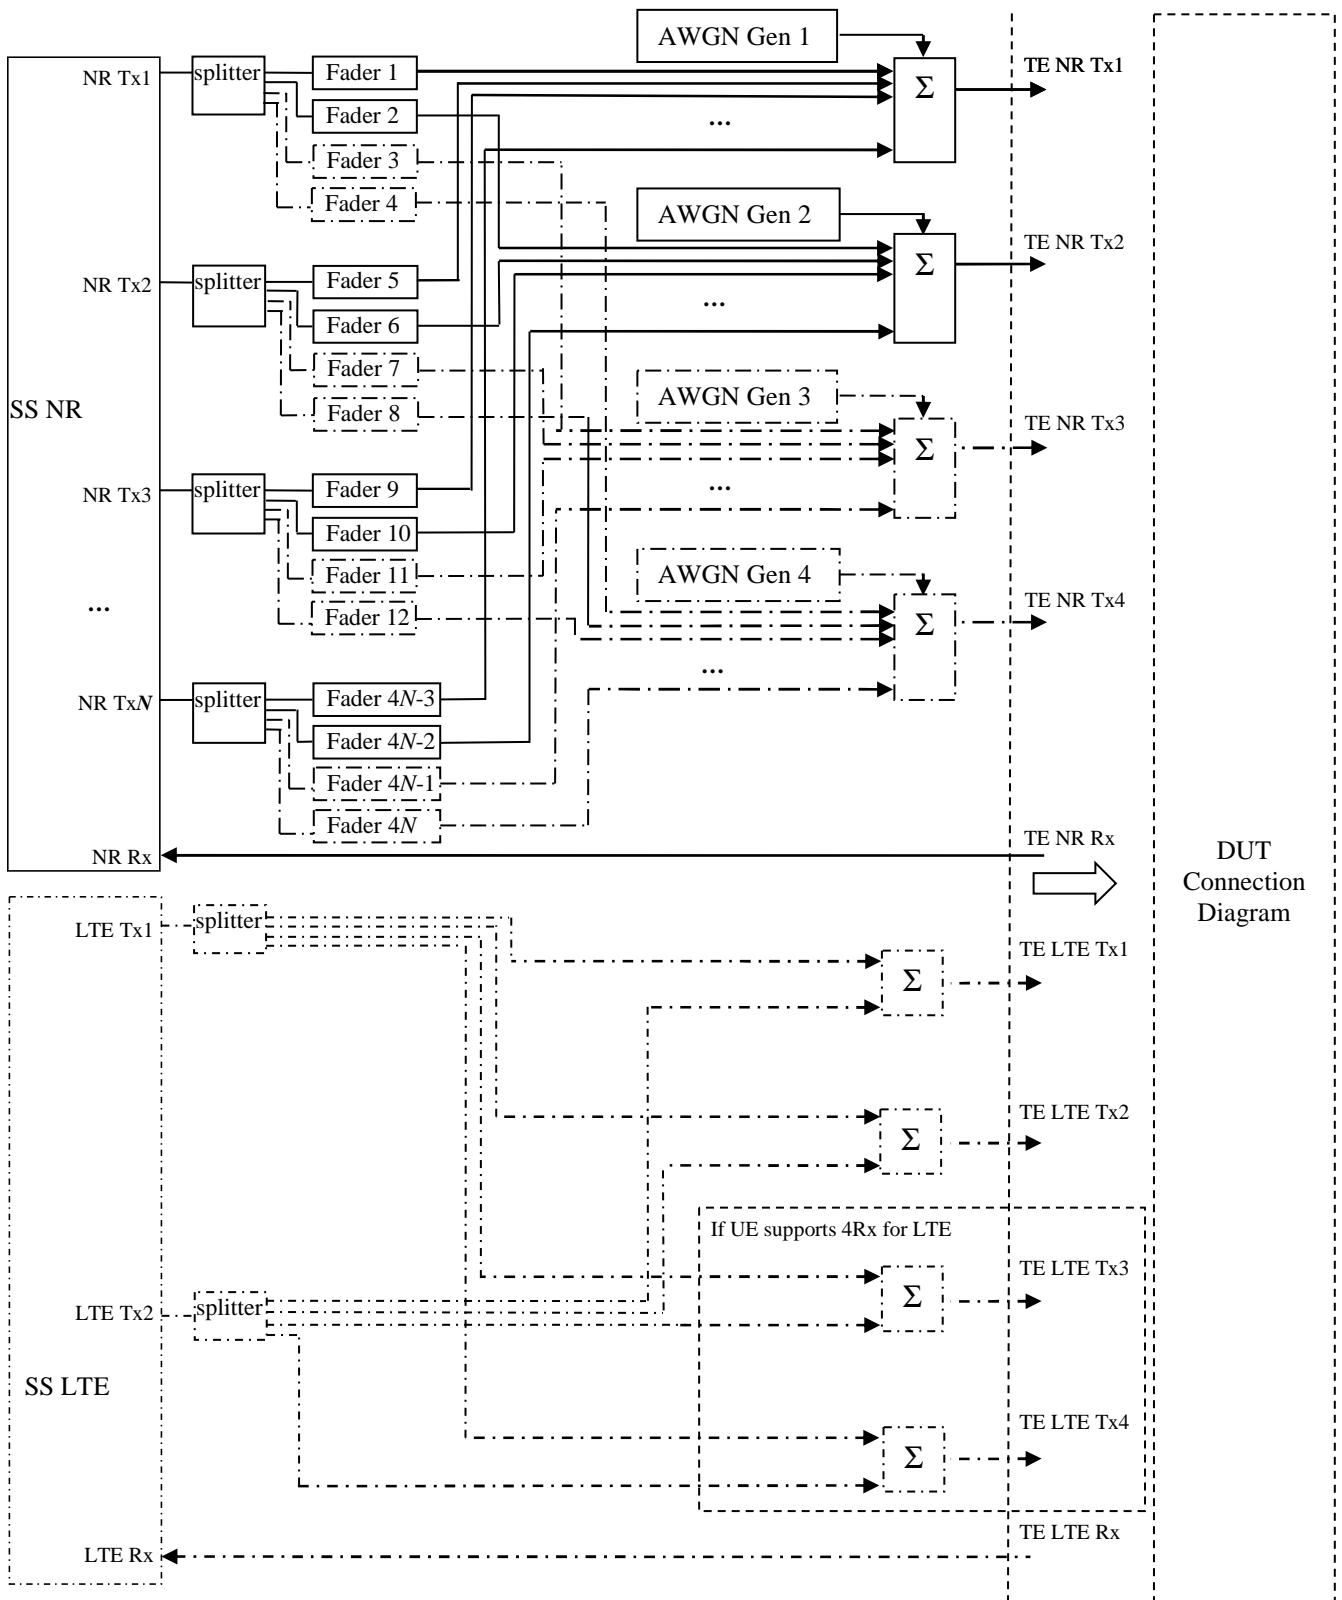 AWGN Gen 1
TE NR Tx1
NR Tx1
splitter
Fader 1
Σ
Fader 2
...
Fader 3
Fader 4
AWGN Gen 2
TE NR Tx2
NR Tx2
splitter
Fader 5
Σ
...
Fader 6
Fader 7
AWGN Gen 3
SS NR
Fader 8
TE NR Tx3
Σ
NR Tx3
splitter
Fader 9
...
Fader 10
Fader 11
AWGN Gen 4
...
Fader 12
TE NR Tx4
Σ
...
NR TxN
splitter
Fader 4N-3
Fader 4N-2
Fader 4N-1
Fader 4N
NR Rx
TE NR Rx
DUT
Connection
Diagram
LTE Tx1
splitter
TE LTE Tx1
Σ
TE LTE Tx2
Σ
If UE supports 4Rx for LTE
TE LTE Tx3
Σ
LTE Tx2
splitter
SS LTE
TE LTE Tx4
Σ
TE LTE Rx
LTE Rx